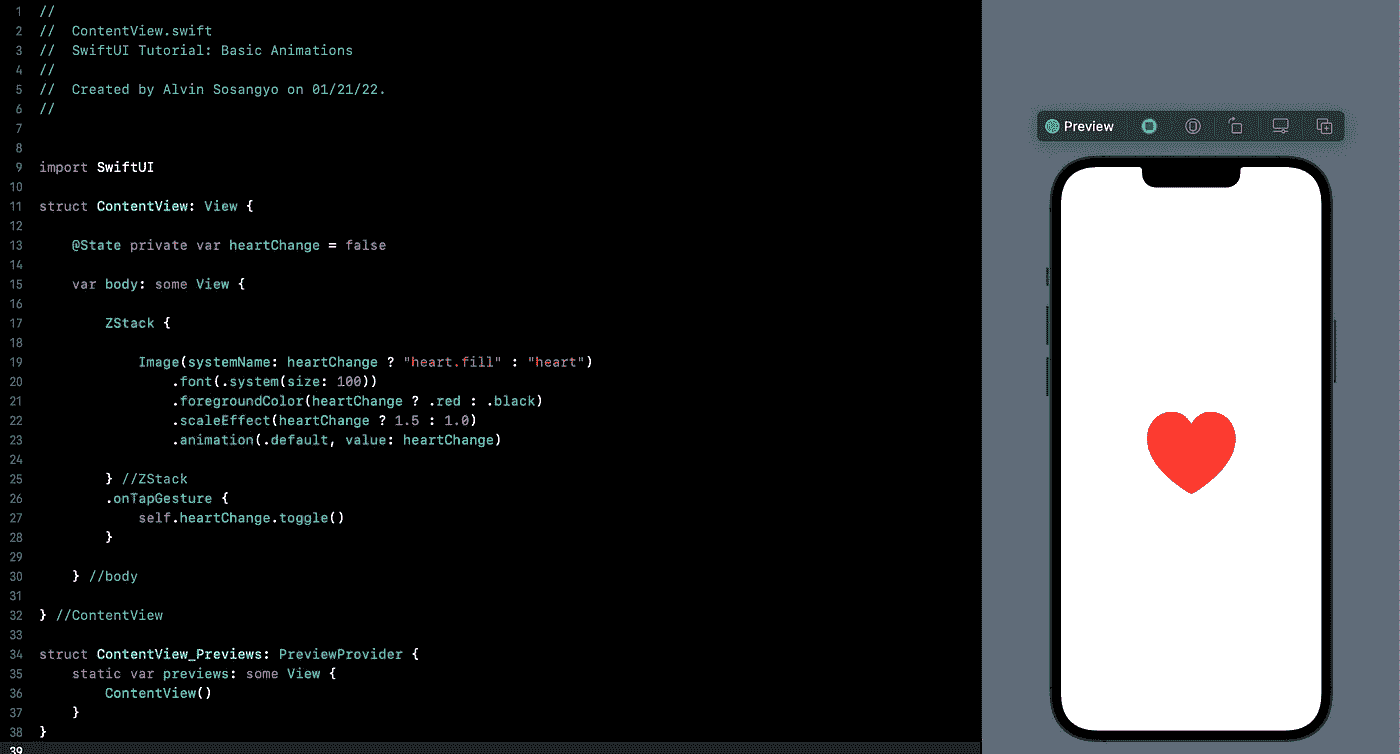 1 //
2 //  ContentView.swift
3 //  SwiftUI Tutorial: Basic Animations
4 //
5 //  Created by Alvin Sosangyo on 01/21/22.
6 //
7
8
9 import SwiftUI
10
11 struct ContentView: View {
12
13     @State private var heartChange = false
14
15     var body: some View {
16
17         ZStack {
18
19             Image(systemName: heartChange ? "heart.fill" : "heart")
20                 .font(.system(size: 100))
21                 .foregroundColor(heartChange ? .red : .black)
22                 .scaleEffect(heartChange ? 1.5 : 1.0)
23                 .animation(.default, value: heartChange)
24
25         } //ZStack
26         .onTapGesture {
27             self.heartChange.toggle()
28         }
29
30     } //body
31
32 } //ContentView
33
34 struct ContentView_Previews: PreviewProvider {
35     static var previews: some View {
36         ContentView()
37     }
38 }
39
Preview